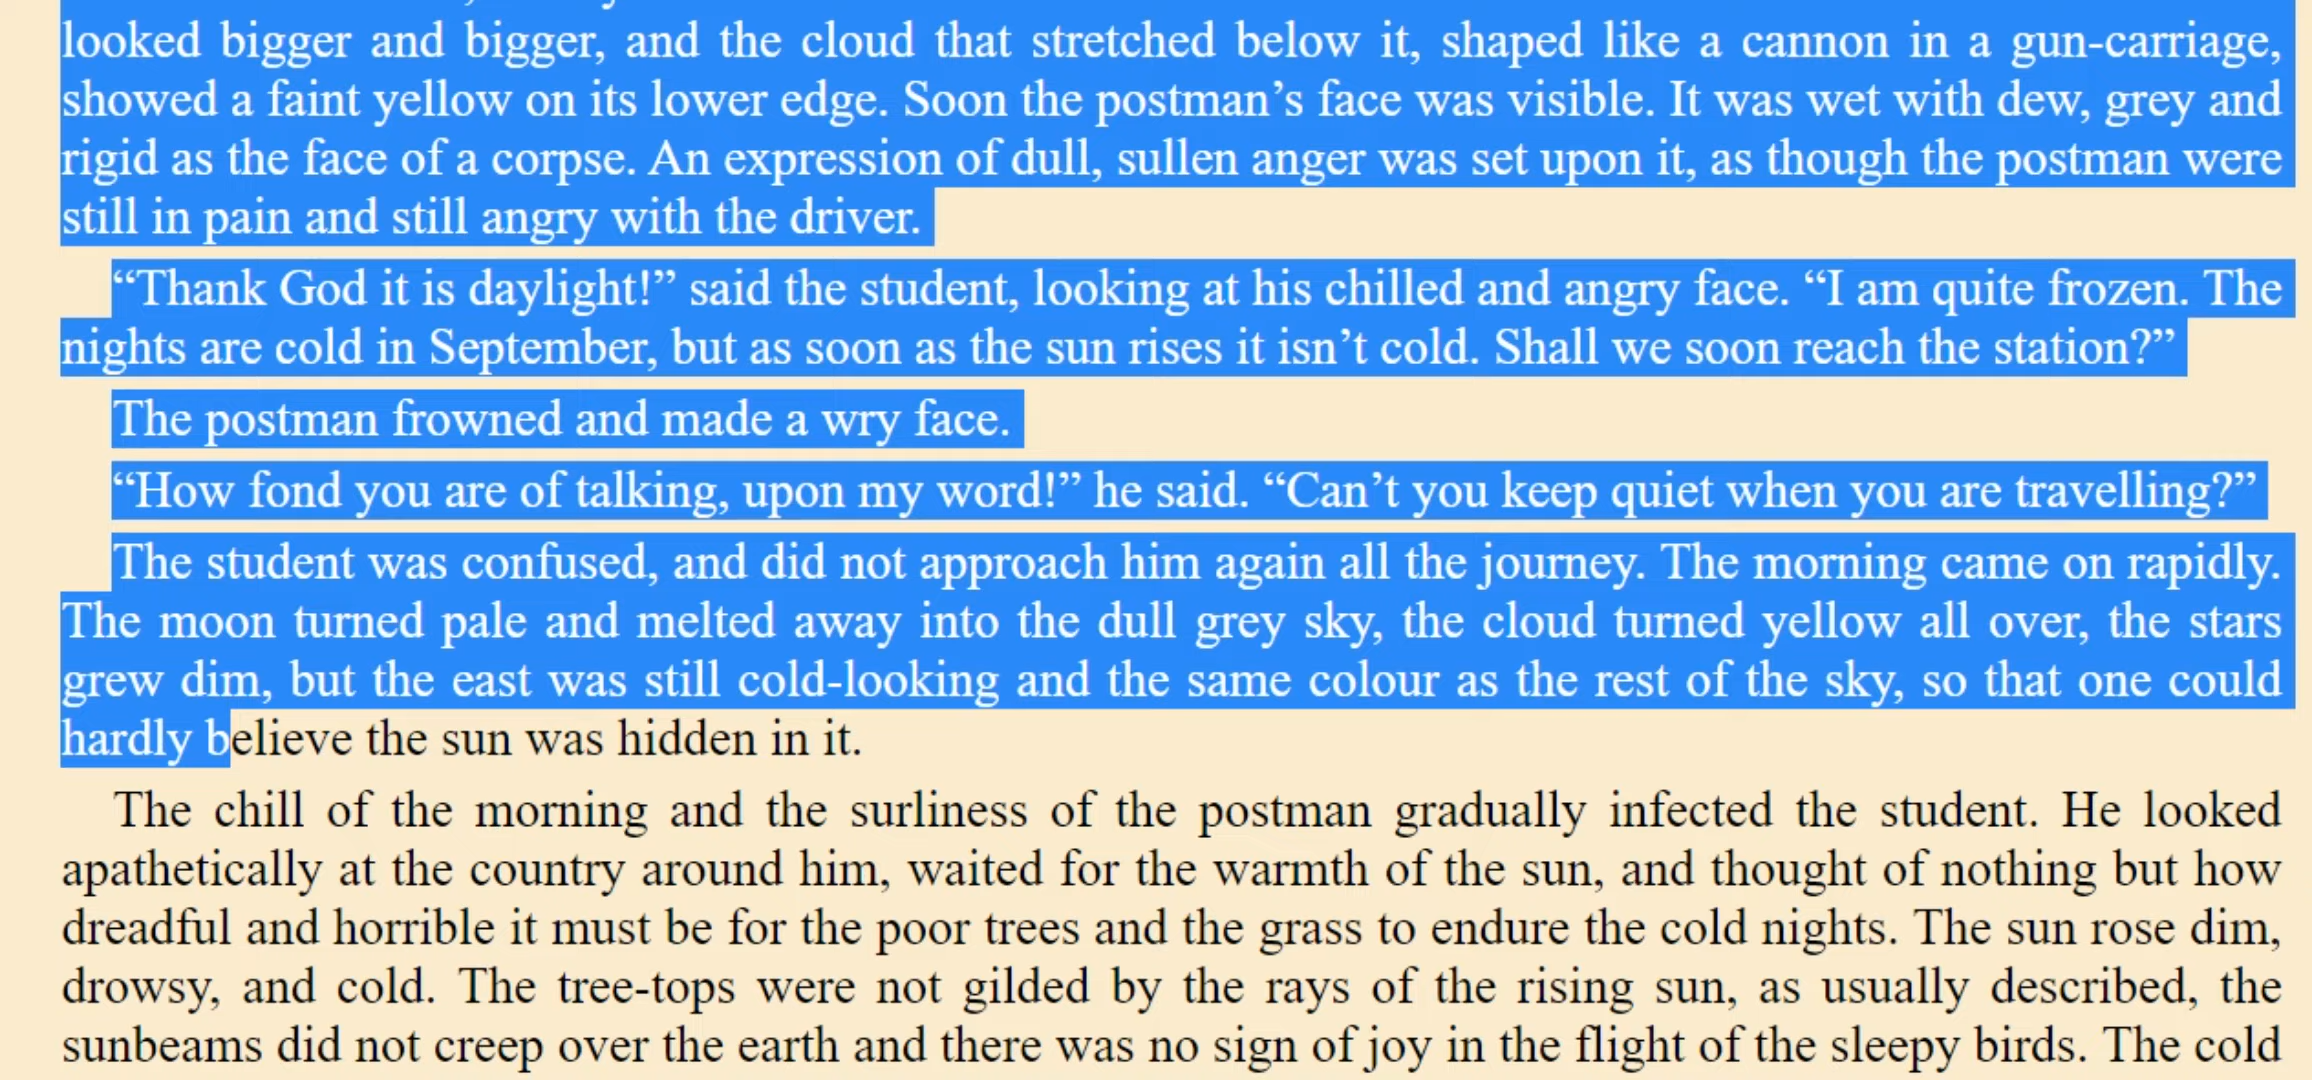 looked bigger and bigger, and the cloud that stretched below it, shaped like a cannon in a gun-carriage,
showed a faint yellow on its lower edge. Soon the postman’s face was visible. It was wet with dew, grey and
rigid as the face of a corpse. An expression of dull, sullen anger was set upon it, as though the postman were
still in pain and still angry with the driver.
“Thank God it is daylight!” said the student, looking at his chilled and angry face. “I am quite frozen. The
nights are cold in September, but as soon as the sun rises it isn’t cold. Shall we soon reach the station?”
The postman frowned and made a wry face.
“How fond you are of talking, upon my word!” he said. “Can’t you keep quiet when you are travelling?”
The student was confused, and did not approach him again all the journey. The morning came on rapidly.
The moon turned pale and melted away into the dull grey sky, the cloud turned yellow all over, the stars
grew dim, but the east was still cold-looking and the same colour as the rest of the sky, so that one could
hardly believe the sun was hidden in it.
The chill of the morning and the surliness of the postman gradually infected the student. He looked
apathetically at the country around him, waited for the warmth of the sun, and thought of nothing but how
dreadful and horrible it must be for the poor trees and the grass to endure the cold nights. The sun rose dim,
drowsy, and cold. The tree-tops were not gilded by the rays of the rising sun, as usually described, the
sunbeams did not creep over the earth and there was no sign of joy in the flight of the sleepy birds. The cold